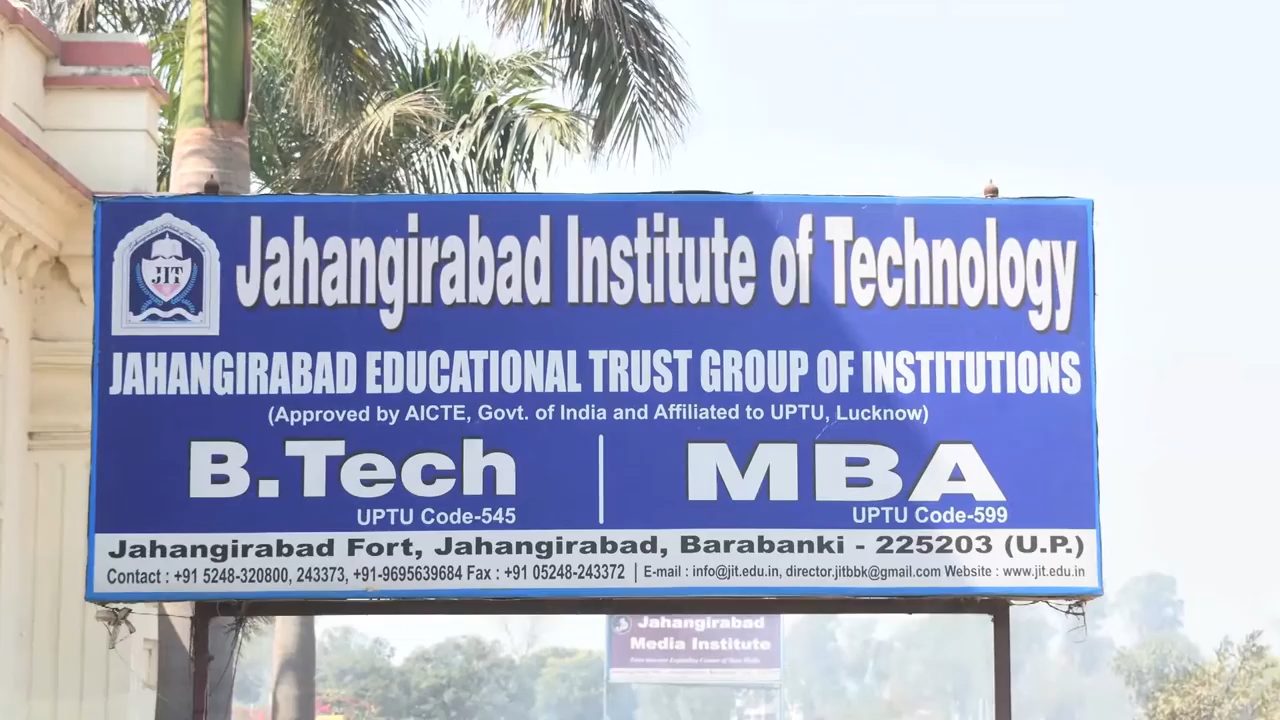 JIT
Jahangirabad Institute of Technology
JAHANGIRABAD EDUCATIONAL TRUST GROUP OF INSTITUTIONS
(Approved by AICTE, Govt. of India and Affiliated to UPTU, Lucknow)
B.Tech
UPTU Code-545
MBA
UPTU Code-599
Jahangirabad Fort, Jahangirabad, Barabanki - 225203 (U.P.)
Contact : +91 5248-320800, 243373, +91-9695639684 Fax : +91 05248-243372 | E-mail : info@jit.edu.in, director.jitbbk@gmail.com Website : www.jit.edu.in
Jahangirabad
Media Institute